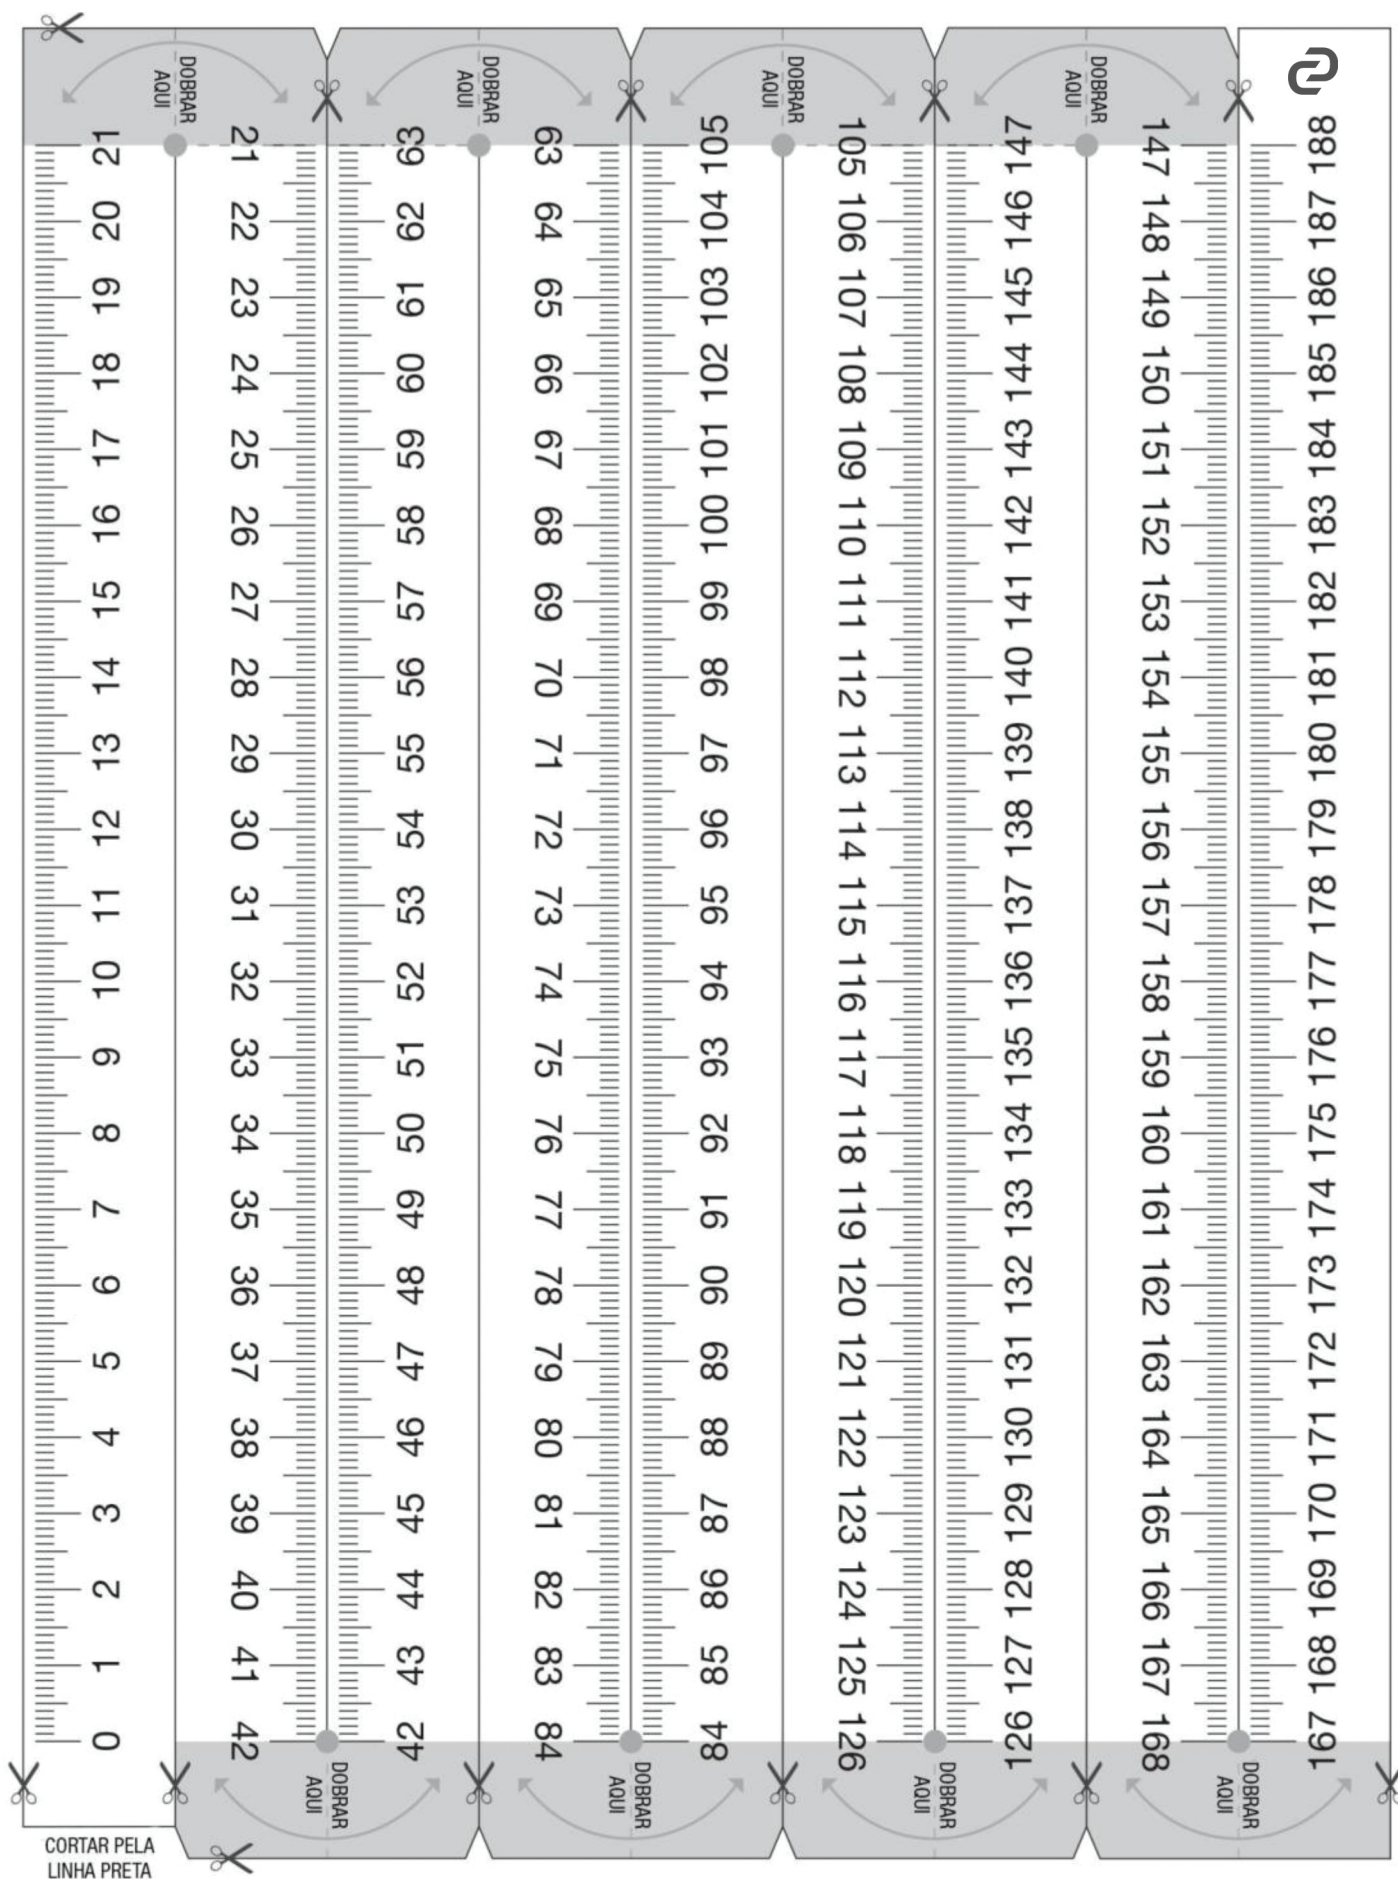 DOBRAR
AQUI
DOBRAR
AQUI
DOBRAR
AQUI
DOBRAR
AQUI
0 1 2 3 4 5 6 7 8 9 10 11 12 13 14 15 16 17 18 19 20 21
21 22 23 24 25 26 27 28 29 30 31 32 33 34 35 36 37 38 39 40 41 42
42 43 44 45 46 47 48 49 50 51 52 53 54 55 56 57 58 59 60 61 62 63
63 64 65 66 67 68 69 70 71 72 73 74 75 76 77 78 79 80 81 82 83 84
84 85 86 87 88 89 90 91 92 93 94 95 96 97 98 99 100 101 102 103 104 105
105 106 107 108 109 110 111 112 113 114 115 116 117 118 119 120 121 122 123 124 125 126
126 127 128 129 130 131 132 133 134 135 136 137 138 139 140 141 142 143 144 145 146 147
147 148 149 150 151 152 153 154 155 156 157 158 159 160 161 162 163 164 165 166 167 168
167 168 169 170 171 172 173 174 175 176 177 178 179 180 181 182 183 184 185 186 187 188
DOBRAR
AQUI
DOBRAR
AQUI
DOBRAR
AQUI
DOBRAR
AQUI
CORTAR PELA
LINHA PRETA